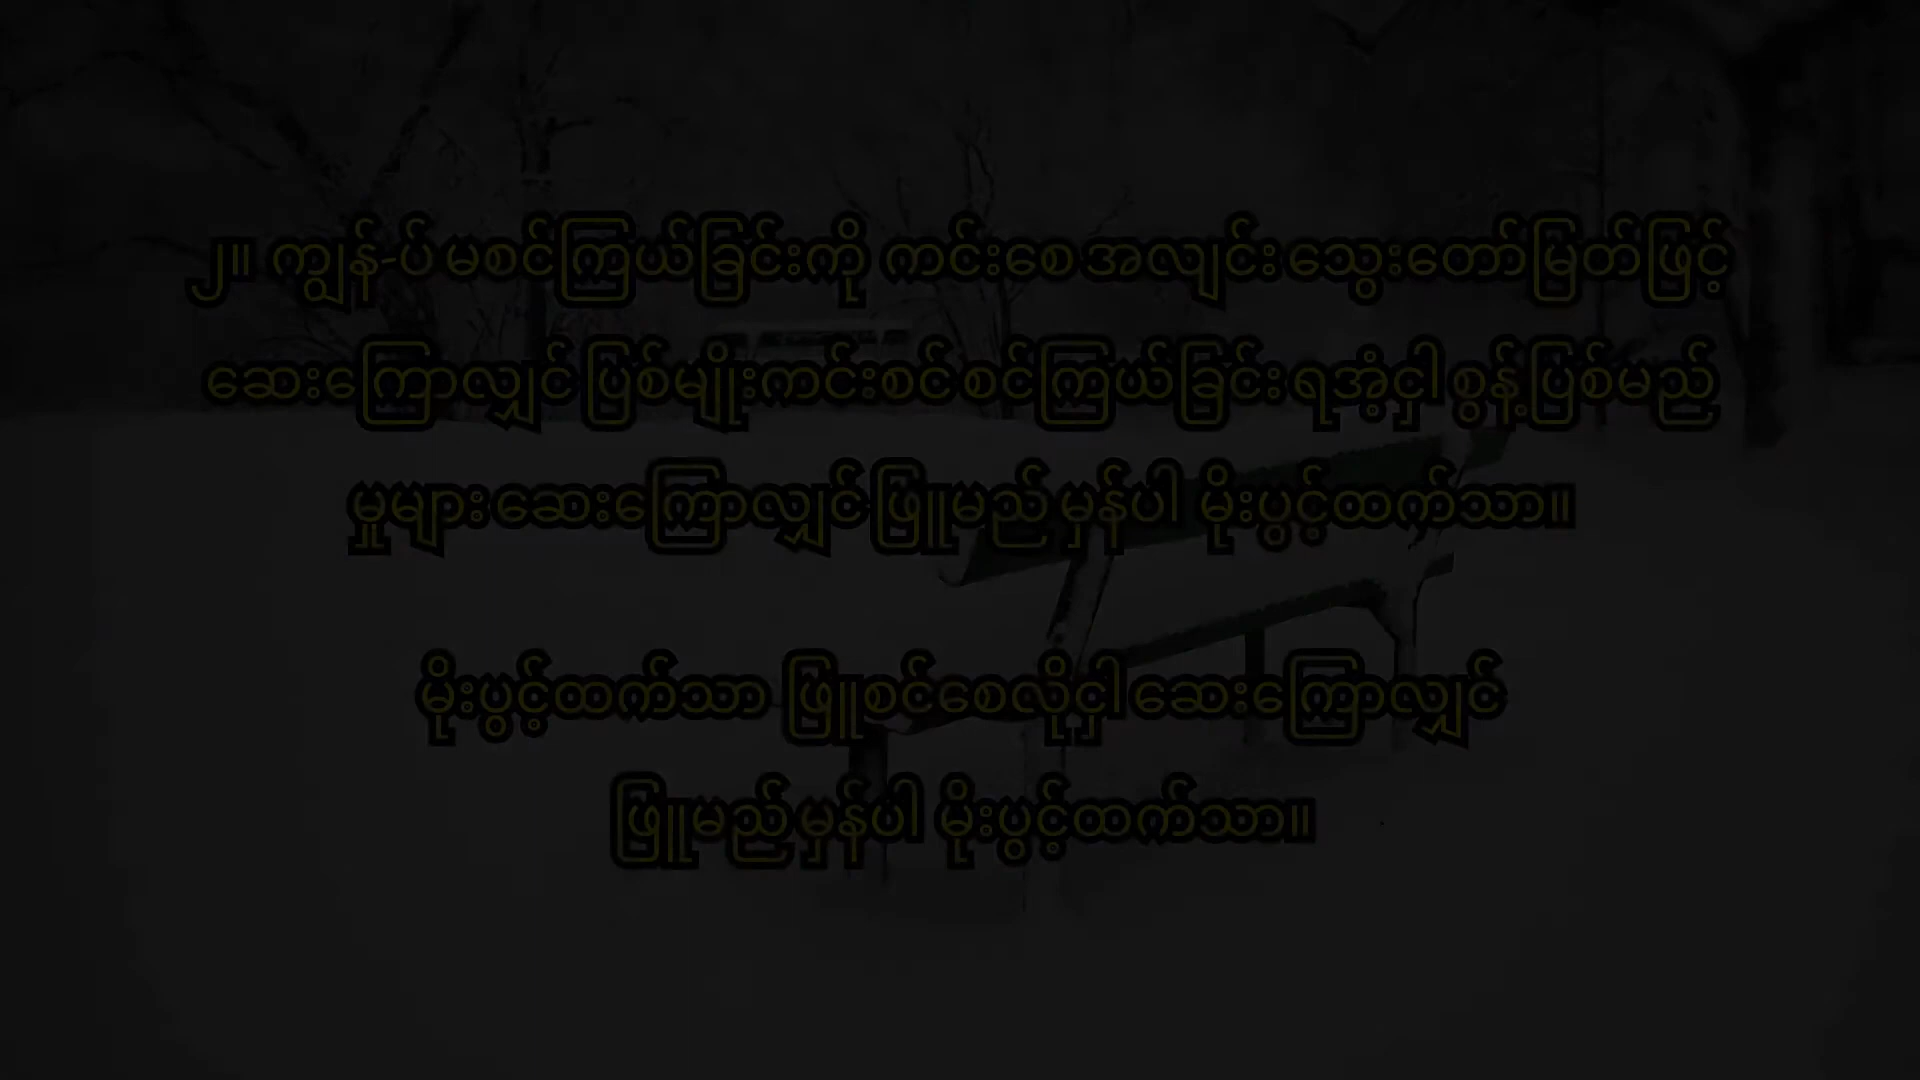 ၂။ ကျွန်-ုပ် မစင်ကြယ်ခြင်းကို ကင်းစေအလျင်း သွေးတော်မြတ်ဖြင့်
ဆေးကြောလျှင် ပြစ်မျိုးကင်းစင် စင်ကြယ်ခြင်းရအံ့ငှါ စွန့်ပြစ်မည်
မှုများဆေးကြောလျှင် ဖြူမည် မှန်ပါ မိုးပွင့်ထက်သာ။
မိုးပွင့်ထက်သာ ဖြူစင်စေလိုငှါ ဆေးကြောလျှင်
ဖြူမည် မှန်ပါ မိုးပွင့်ထက်သာ။